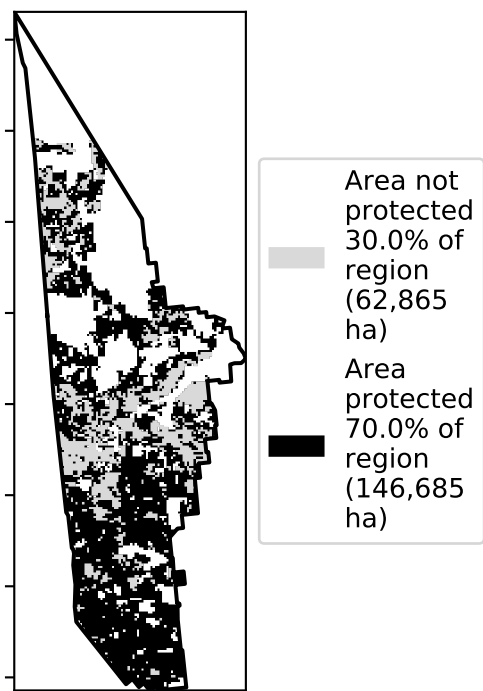 Area not
protected
30.0% of
region
(62,865
ha)
Area
protected
70.0% of
region
(146,685
ha)